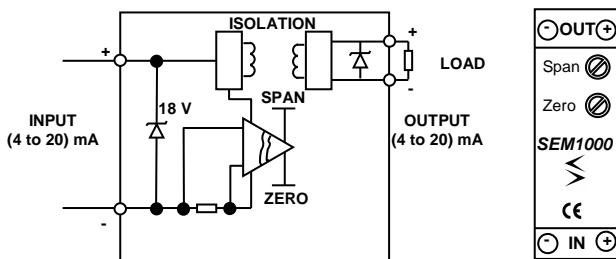 ISOLATION
+
+
18 V
SPAN
LOAD
-
INPUT
(4 to 20) mA
OUTPUT
(4 to 20) mA
ZERO
-
- OUT +
Span
Zero
SEM1000
CE
- IN +